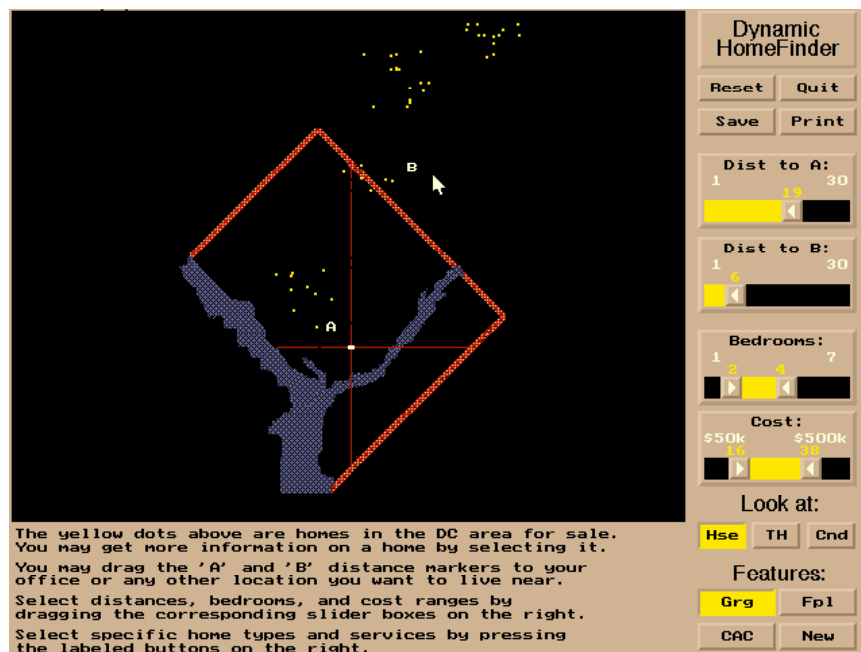 Dynamic
HomeFinder
Reset Quit
Save Print
Dist to A:
1 30
19
Dist to B:
1 30
6
Bedrooms:
1 7
2 4
Cost:
$50k $500k
16 38
Look at:
Hse TH Cnd
Features:
Grg Fpl
CAC New
B
A
The yellow dots above are homes in the DC area for sale.
You may get more information on a home by selecting it.
You may drag the 'A' and 'B' distance markers to your
office or any other location you want to live near.
Select distances, bedrooms, and cost ranges by
dragging the corresponding slider boxes on the right.
Select specific home types and services by pressing
the labeled buttons on the right.